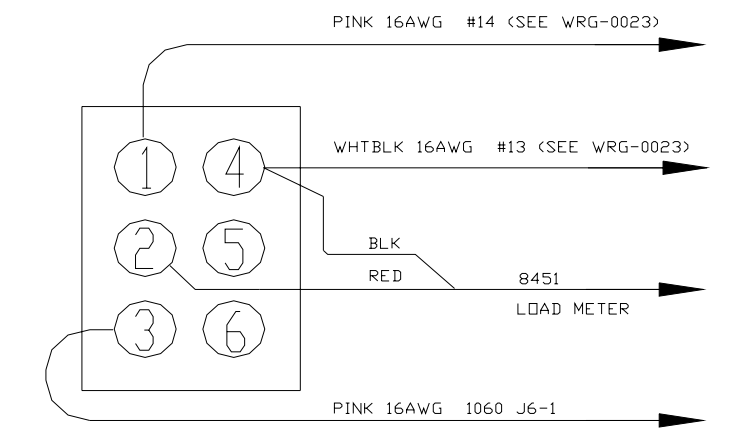 PINK 16AWG #14 (SEE WRG-0023)
1 4
WHTBLK 16AWG #13 (SEE WRG-0023)
2 5
BLK
RED
8451
LOAD METER
3 6
PINK 16AWG 1060 J6-1